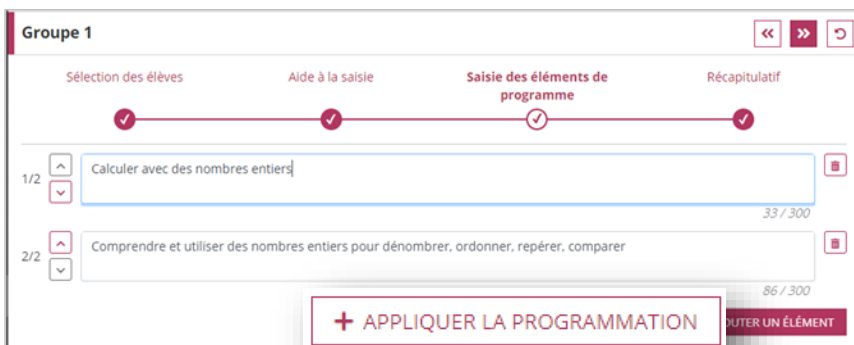 Groupe 1
Sélection des élèves
Aide à la saisie
Saisie des éléments de
programme
Récapitulatif
1/2
Calculer avec des nombres entiers
33 / 300
2/2
Comprendre et utiliser des nombres entiers pour dénombrer, ordonner, repérer, comparer
86 / 300
+ APPLIQUER LA PROGRAMMATION
UN ÉLÉMENT